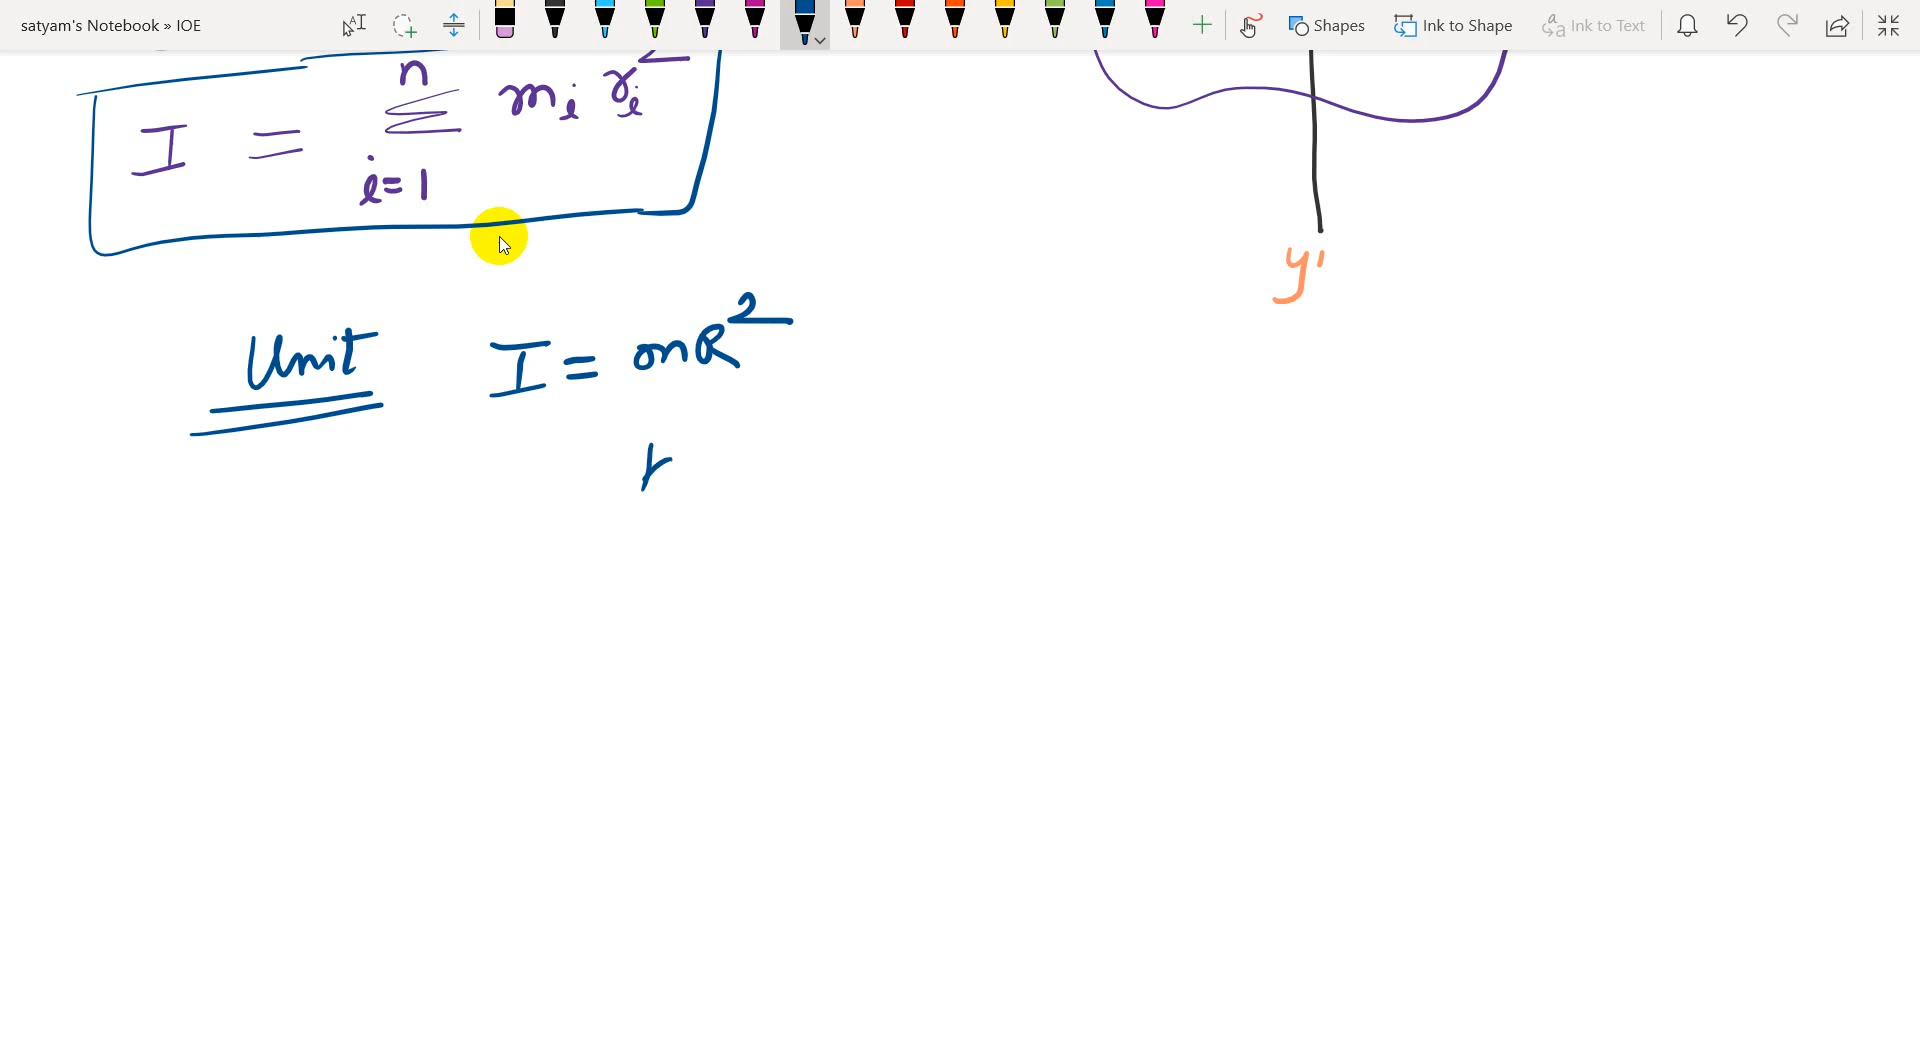 satyam's Notebook » IOE
Shapes
Ink to Shape
Ink to Text
n
I = Σ mᵢ rᵢ²
i=1
y'
Unit I = mR²